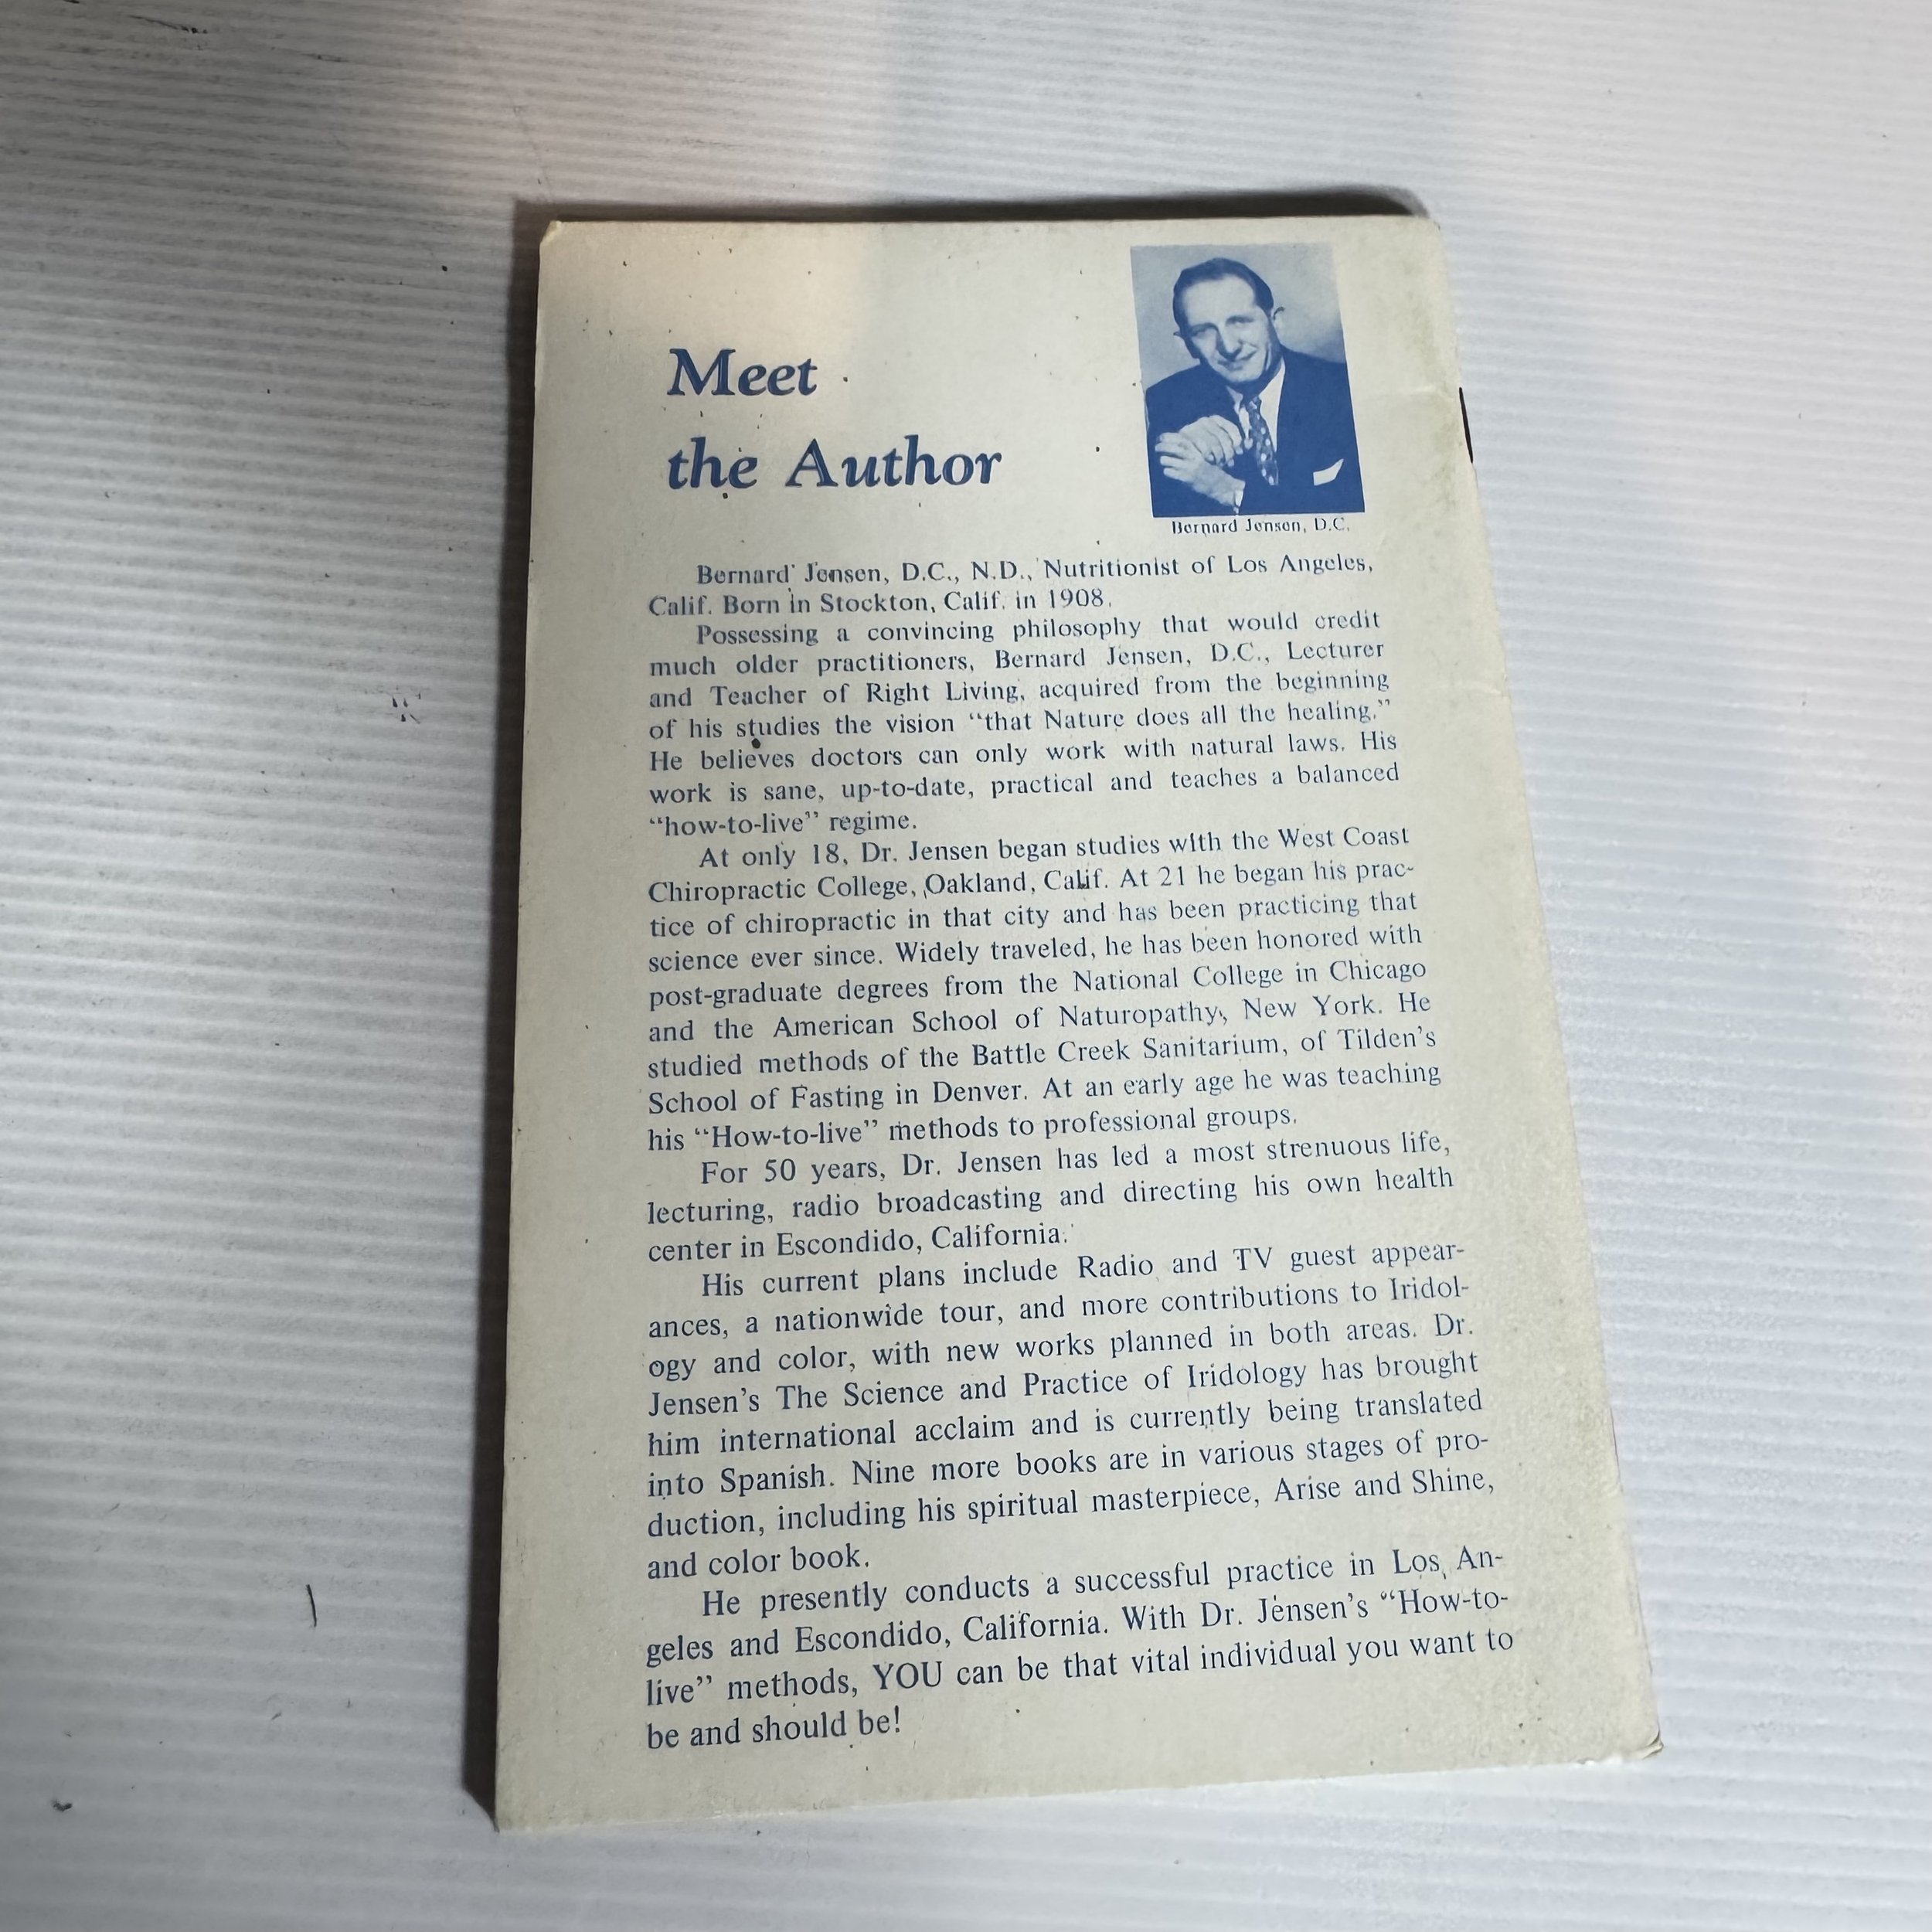 Meet
the Author
Bernard Jensen, D.C.
Bernard Jensen, D.C., N.D., Nutritionist of Los Angeles,
Calif. Born in Stockton, Calif. in 1908.
Possessing a convincing philosophy that would credit
much older practitioners, Bernard Jensen, D.C., Lecturer
and Teacher of Right Living, acquired from the beginning
of his studies the vision “that Nature does all the healing.”
He believes doctors can only work with natural laws. His
work is sane, up-to-date, practical and teaches a balanced
“how-to-live” regime.
At only 18, Dr. Jensen began studies with the West Coast
Chiropractic College, Oakland, Calif. At 21 he began his prac-
tice of chiropractic in that city and has been practicing that
science ever since. Widely traveled, he has been honored with
post-graduate degrees from the National College in Chicago
and the American School of Naturopathy, New York. He
studied methods of the Battle Creek Sanitarium, of Tilden’s
School of Fasting in Denver. At an early age he was teaching
his “How-to-live” methods to professional groups.
For 50 years, Dr. Jensen has led a most strenuous life,
lecturing, radio broadcasting and directing his own health
center in Escondido, California.
His current plans include Radio and TV guest appear-
ances, a nationwide tour, and more contributions to Iridol-
ogy and color, with new works planned in both areas. Dr.
Jensen’s The Science and Practice of Iridology has brought
him international acclaim and is currently being translated
into Spanish. Nine more books are in various stages of pro-
duction, including his spiritual masterpiece, Arise and Shine,
and color book.
He presently conducts a successful practice in Los An-
geles and Escondido, California. With Dr. Jensen’s “How-to-
live” methods, YOU can be that vital individual you want to
be and should be!